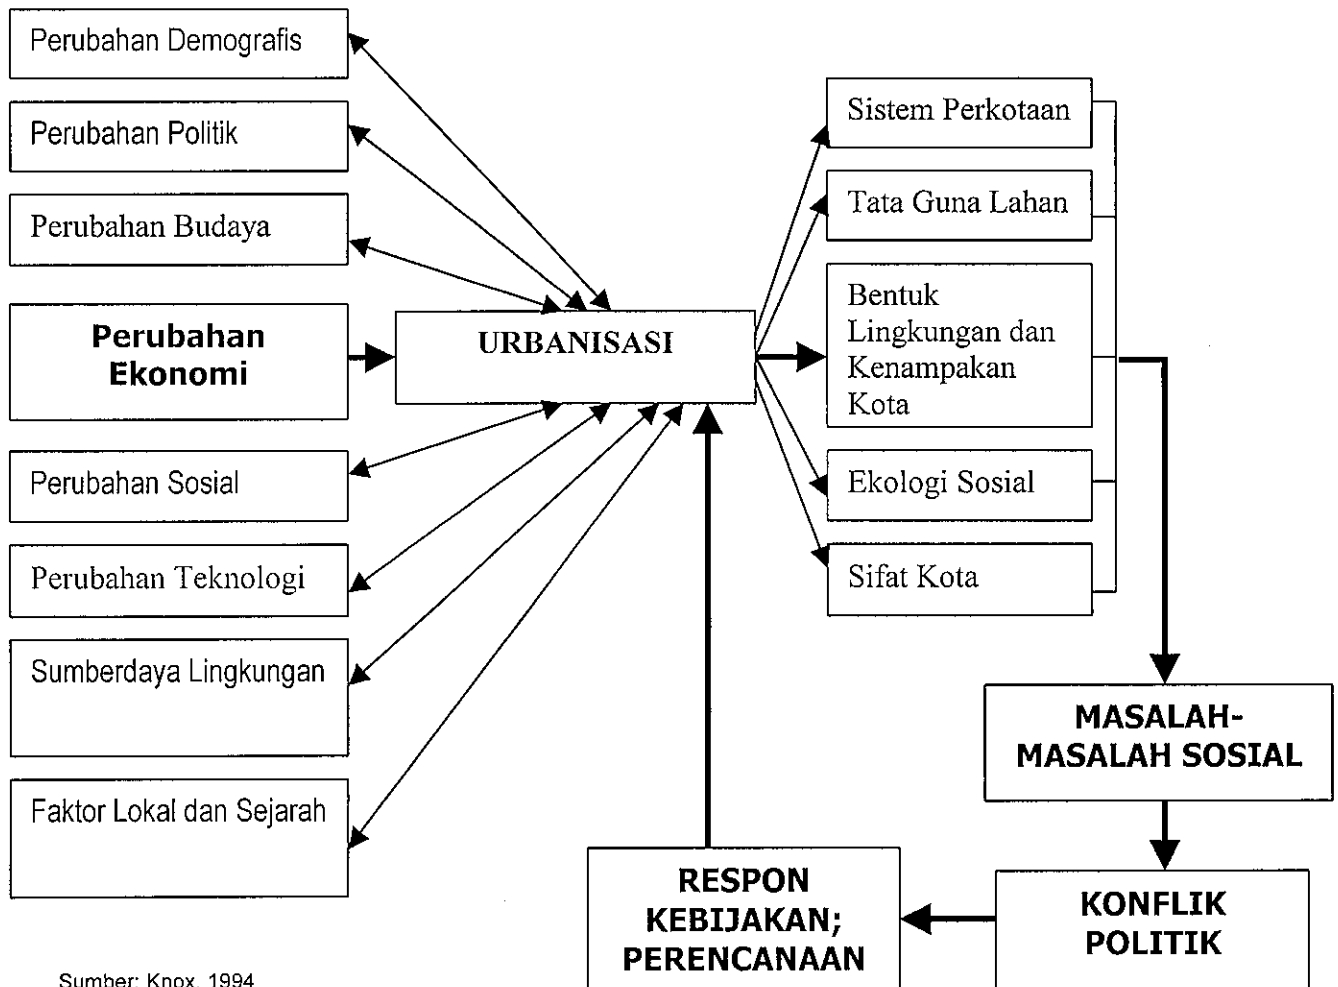 Perubahan Demografis
Perubahan Politik
Perubahan Budaya
Perubahan
Ekonomi
Perubahan Sosial
Perubahan Teknologi
Sumberdaya Lingkungan
Faktor Lokal dan Sejarah
URBANISASI
Sistem Perkotaan
Tata Guna Lahan
Bentuk
Lingkungan dan
Kenampakan
Kota
Ekologi Sosial
Sifat Kota
MASALAH-
MASALAH SOSIAL
KONFLIK
POLITIK
RESPON
KEBIJAKAN;
PERENCANAAN
Sumber: Knox, 1994